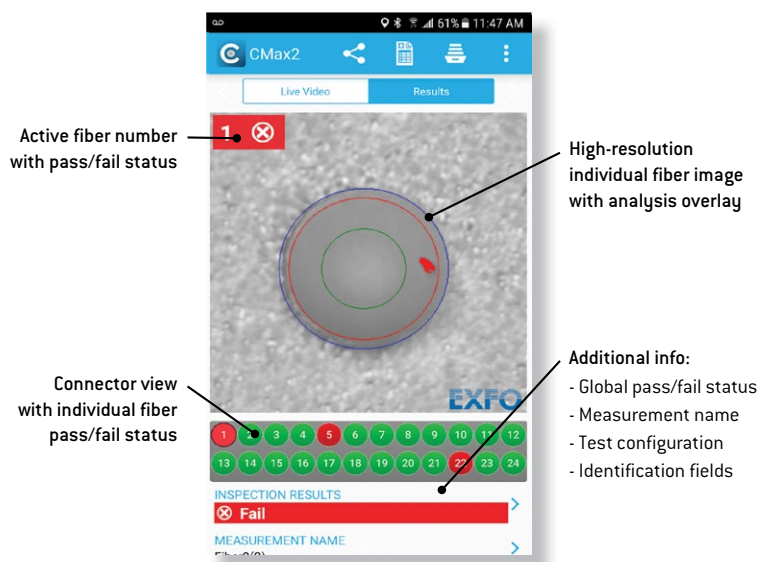 61% 11:47 AM
CMax2
Live Video Results
1
Active fiber number
with pass/fail status
High-resolution
individual fiber image
with analysis overlay
EXFO
Connector view
with individual fiber
pass/fail status
1 2 3 4 5 6 7 8 9 10 11 12
13 14 15 16 17 18 19 20 21 22 23 24
Additional info:
- Global pass/fail status
- Measurement name
- Test configuration
- Identification fields
INSPECTION RESULTS
Fail
MEASUREMENT NAME